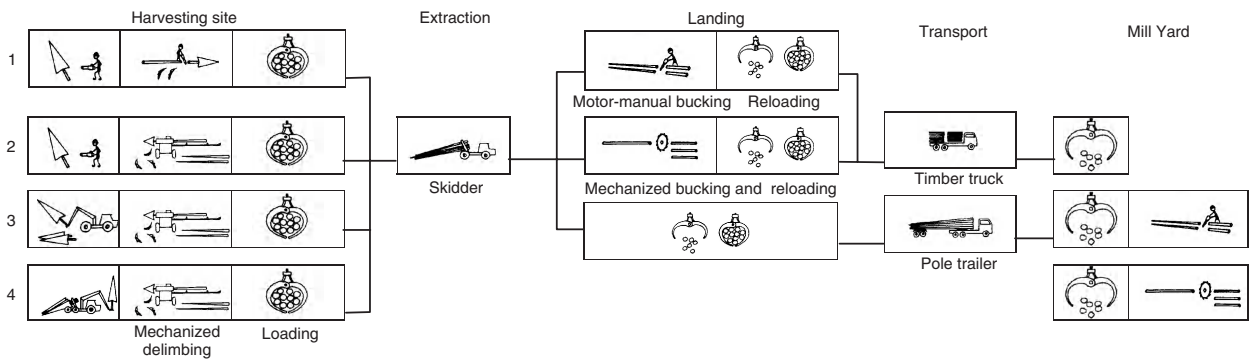 Harvesting site
Extraction
Landing
Transport
Mill Yard
1
Motor-manual bucking
Reloading
2
Skidder
Mechanized bucking and reloading
Timber truck
3
Pole trailer
4
Mechanized
delimbing
Loading